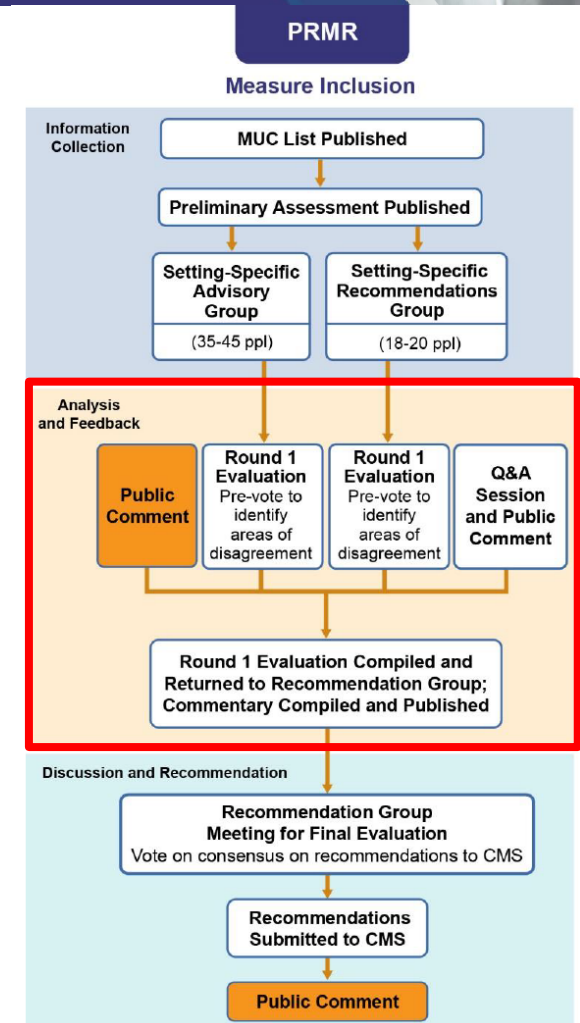 PRMR
Measure Inclusion
Information
Collection
MUC List Published
Preliminary Assessment Published
Setting-Specific
Advisory
Group
(35-45 ppl)
Setting-Specific
Recommendations
Group
(18-20 ppl)
Analysis
and Feedback
Public
Comment
Round 1
Evaluation
Pre-vote to
identify
areas of
disagreement
Round 1
Evaluation
Pre-vote to
identify
areas of
disagreement
Q&A
Session
and Public
Comment
Round 1 Evaluation Compiled and
Returned to Recommendation Group;
Commentary Compiled and Published
Discussion and Recommendation
Recommendation Group
Meeting for Final Evaluation
Vote on consensus on recommendations to CMS
Recommendations
Submitted to CMS
Public Comment